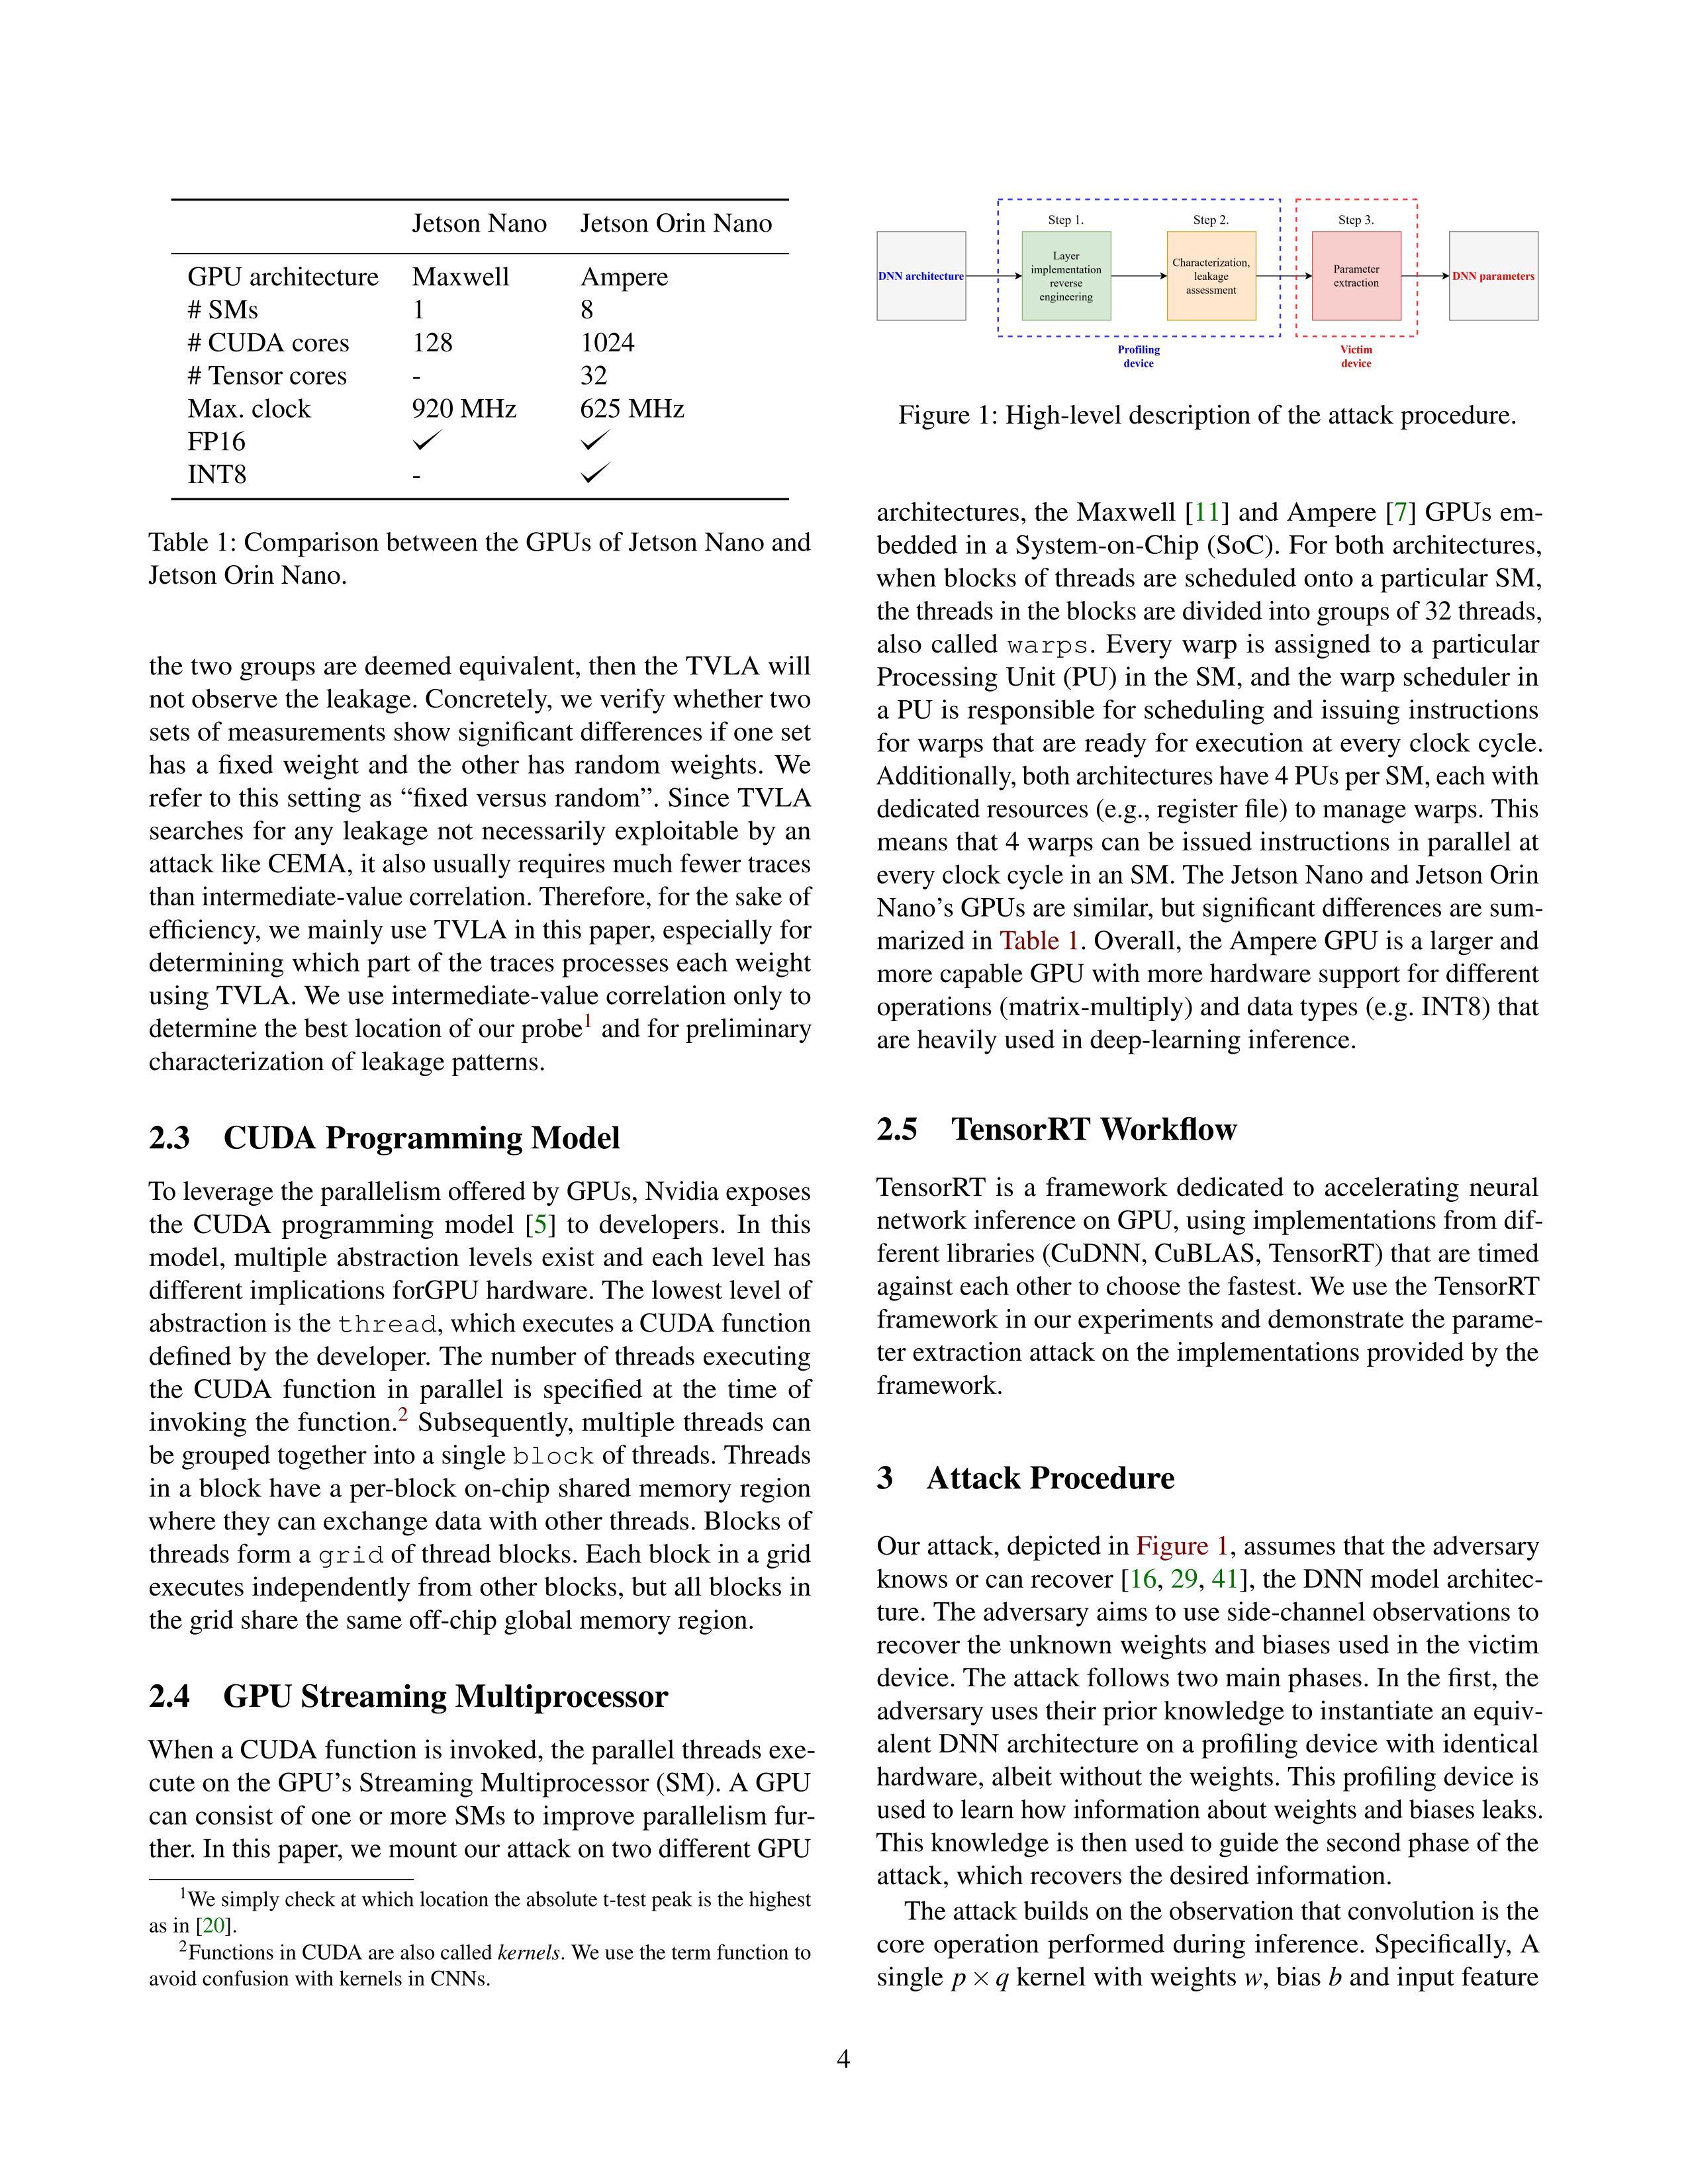 Jetson Nano Jetson Orin Nano
GPU architecture Maxwell Ampere
# SMs 1 8
# CUDA cores 128 1024
# Tensor cores - 32
Max. clock 920 MHz 625 MHz
FP16 ✓ ✓
INT8 - ✓
Table 1: Comparison between the GPUs of Jetson Nano and
Jetson Orin Nano.
the two groups are deemed equivalent, then the TVLA will
not observe the leakage. Concretely, we verify whether two
sets of measurements show significant differences if one set
has a fixed weight and the other has random weights. We
refer to this setting as “fixed versus random”. Since TVLA
searches for any leakage not necessarily exploitable by an
attack like CEMA, it also usually requires much fewer traces
than intermediate-value correlation. Therefore, for the sake of
efficiency, we mainly use TVLA in this paper, especially for
determining which part of the traces processes each weight
using TVLA. We use intermediate-value correlation only to
determine the best location of our probe1 and for preliminary
characterization of leakage patterns.
2.3 CUDA Programming Model
To leverage the parallelism offered by GPUs, Nvidia exposes
the CUDA programming model [5] to developers. In this
model, multiple abstraction levels exist and each level has
different implications forGPU hardware. The lowest level of
abstraction is the thread, which executes a CUDA function
defined by the developer. The number of threads executing
the CUDA function in parallel is specified at the time of
invoking the function.2 Subsequently, multiple threads can
be grouped together into a single block of threads. Threads
in a block have a per-block on-chip shared memory region
where they can exchange data with other threads. Blocks of
threads form a grid of thread blocks. Each block in a grid
executes independently from other blocks, but all blocks in
the grid share the same off-chip global memory region.
2.4 GPU Streaming Multiprocessor
When a CUDA function is invoked, the parallel threads exe-
cute on the GPU’s Streaming Multiprocessor (SM). A GPU
can consist of one or more SMs to improve parallelism fur-
ther. In this paper, we mount our attack on two different GPU
1We simply check at which location the absolute t-test peak is the highest
as in [20].
2Functions in CUDA are also called kernels. We use the term function to
avoid confusion with kernels in CNNs.
DNN architecture
Step 1.
Layer
implementation
reverse
engineering
Step 2.
Characterization,
leakage
assessment
Profiling
device
Step 3.
Parameter
extraction
Victim
device
DNN parameters
Figure 1: High-level description of the attack procedure.
architectures, the Maxwell [11] and Ampere [7] GPUs em-
bedded in a System-on-Chip (SoC). For both architectures,
when blocks of threads are scheduled onto a particular SM,
the threads in the blocks are divided into groups of 32 threads,
also called warps. Every warp is assigned to a particular
Processing Unit (PU) in the SM, and the warp scheduler in
a PU is responsible for scheduling and issuing instructions
for warps that are ready for execution at every clock cycle.
Additionally, both architectures have 4 PUs per SM, each with
dedicated resources (e.g., register file) to manage warps. This
means that 4 warps can be issued instructions in parallel at
every clock cycle in an SM. The Jetson Nano and Jetson Orin
Nano’s GPUs are similar, but significant differences are sum-
marized in Table 1. Overall, the Ampere GPU is a larger and
more capable GPU with more hardware support for different
operations (matrix-multiply) and data types (e.g. INT8) that
are heavily used in deep-learning inference.
2.5 TensorRT Workflow
TensorRT is a framework dedicated to accelerating neural
network inference on GPU, using implementations from dif-
ferent libraries (CuDNN, CuBLAS, TensorRT) that are timed
against each other to choose the fastest. We use the TensorRT
framework in our experiments and demonstrate the parame-
ter extraction attack on the implementations provided by the
framework.
3 Attack Procedure
Our attack, depicted in Figure 1, assumes that the adversary
knows or can recover [16, 29, 41], the DNN model architec-
ture. The adversary aims to use side-channel observations to
recover the unknown weights and biases used in the victim
device. The attack follows two main phases. In the first, the
adversary uses their prior knowledge to instantiate an equiv-
alent DNN architecture on a profiling device with identical
hardware, albeit without the weights. This profiling device is
used to learn how information about weights and biases leaks.
This knowledge is then used to guide the second phase of the
attack, which recovers the desired information.
The attack builds on the observation that convolution is the
core operation performed during inference. Specifically, A
single p × q kernel with weights w, bias b and input feature
4